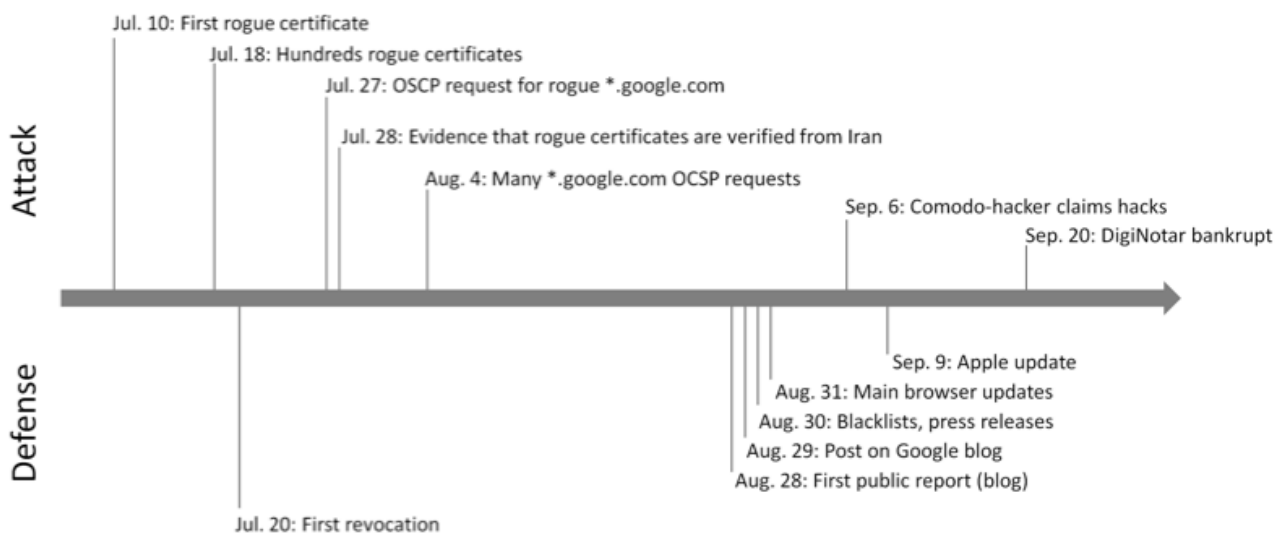 Jul. 10: First rogue certificate
Jul. 18: Hundreds rogue certificates
Jul. 27: OSCP request for rogue *.google.com
Jul. 28: Evidence that rogue certificates are verified from Iran
Aug. 4: Many *.google.com OCSP requests
Sep. 6: Comodo-hacker claims hacks
Sep. 20: DigiNotar bankrupt
Attack
Defense
Sep. 9: Apple update
Aug. 31: Main browser updates
Aug. 30: Blacklists, press releases
Aug. 29: Post on Google blog
Aug. 28: First public report (blog)
Jul. 20: First revocation